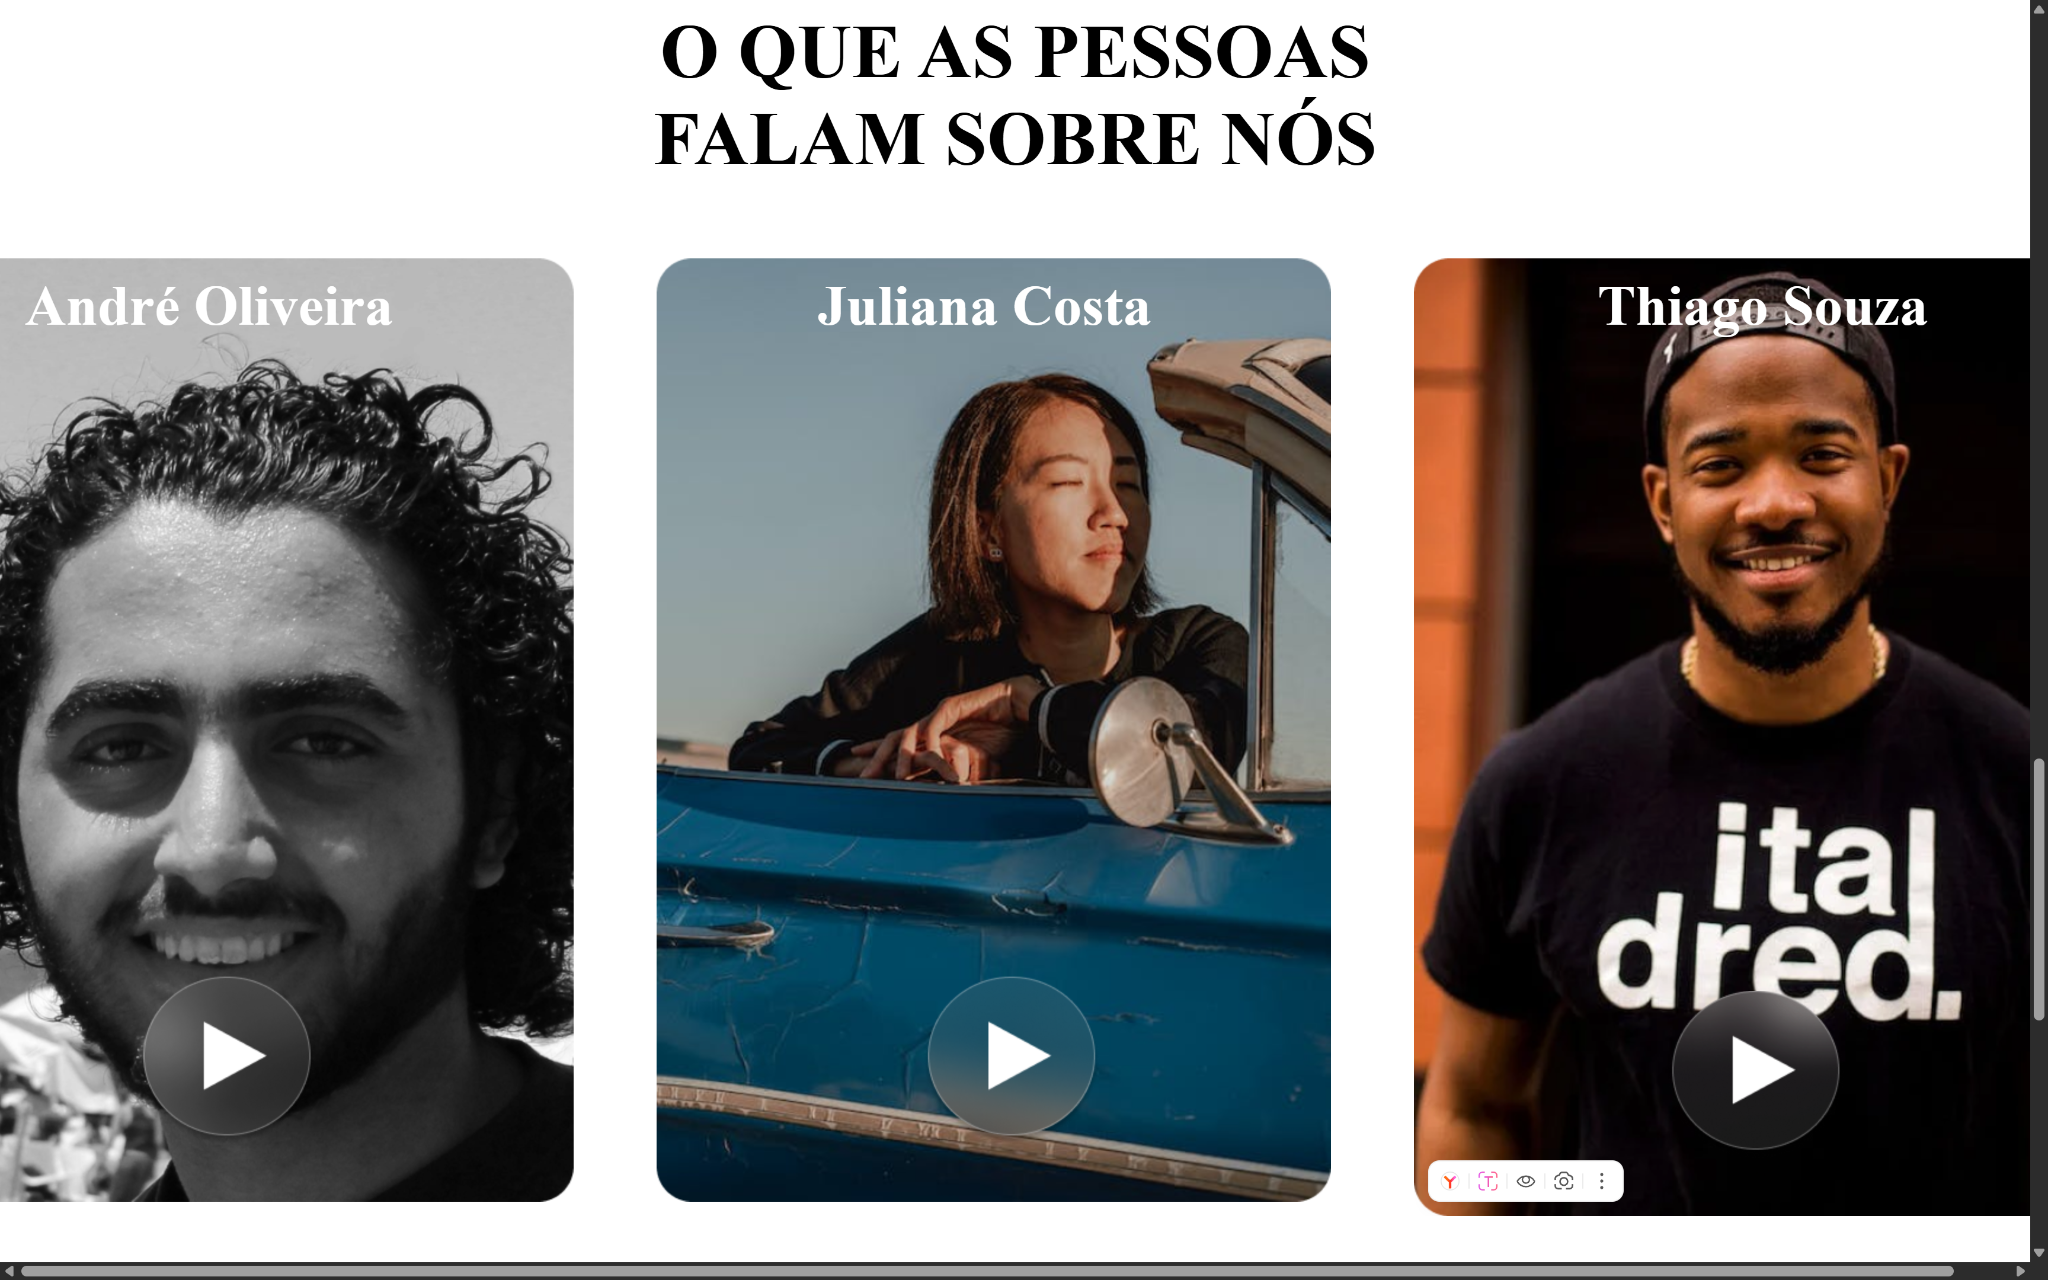 O QUE AS PESSOAS
FALAM SOBRE NÓS
André Oliveira
Juliana Costa
Thiago Souza
ital
dred.